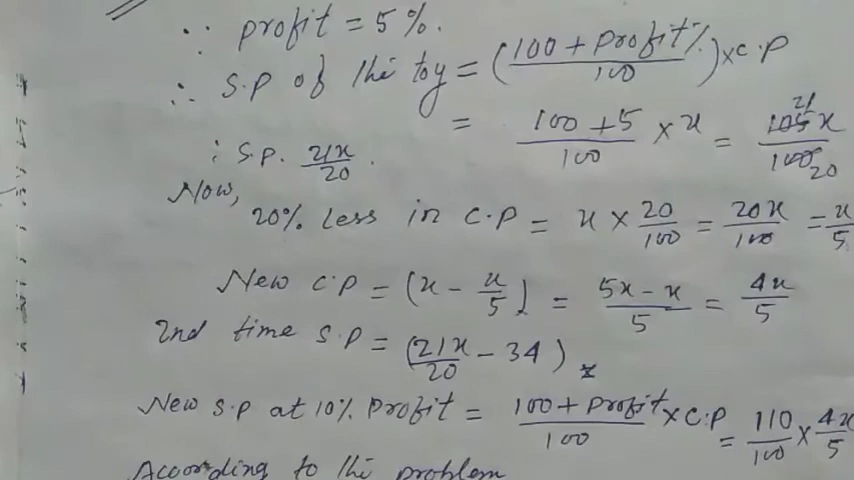 ∵ profit = 5%.
∴ S.P of the toy = (100 + Profit% / 100) × C.P
= 100 + 5 / 100 × x = 105x / 100 21 20
: S.P. 21x / 20 .
Now,
20% less in C.P = x × 20/100 = 20x/100 = x/5
New C.P = (x - x/5) = 5x - x / 5 = 4x/5
2nd time S.P = (21x/20 - 34)
New S.P at 10% Profit = 100 + Profit / 100 × C.P = 110/100 × 4x/5
According to the problem